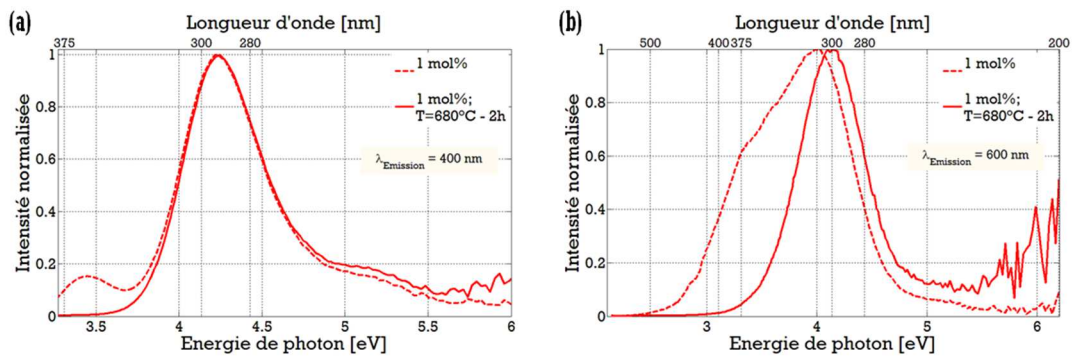 (a)
Longueur d'onde [nm]
375 300 280
Intensité normalisée
1
0.8
0.6
0.4
0.2
0
1 mol%
1 mol%;
T=680°C - 2h
λEmission = 400 nm
3.5 4 4.5 5 5.5 6
Energie de photon [eV]
(b)
Longueur d'onde [nm]
500 400 375 300 280 200
Intensité normalisée
1
0.8
0.6
0.4
0.2
0
1 mol%
1 mol%;
T=680°C - 2h
λEmission = 600 nm
3 4 5 6
Energie de photon [eV]